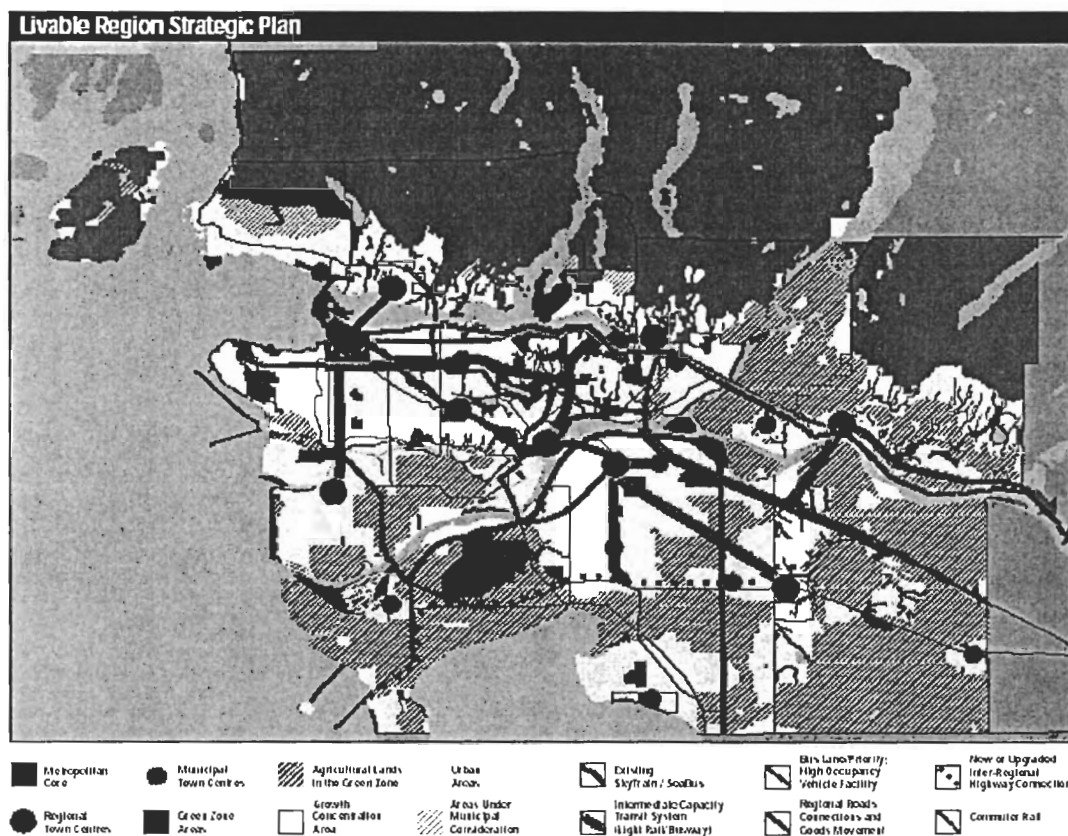 Livable Region Strategic Plan
Metropolitan
Core
Municipal
Town Centres
Agricultural Lands
in the Green Zone
Urban
Areas
Existing
SkyTrain / SeaBus
Bus Lane/Priority;
High Occupancy
Vehicle Facility
New or Upgraded
Inter-Regional
Highway Connection
Regional
Town Centres
Green Zone
Areas
Growth
Concentration
Area
Areas Under
Municipal
Consideration
Intermediate Capacity
Transit System
(Light Rail/Busway)
Regional Roads
Connections and
Goods Movement
Commuter Rail